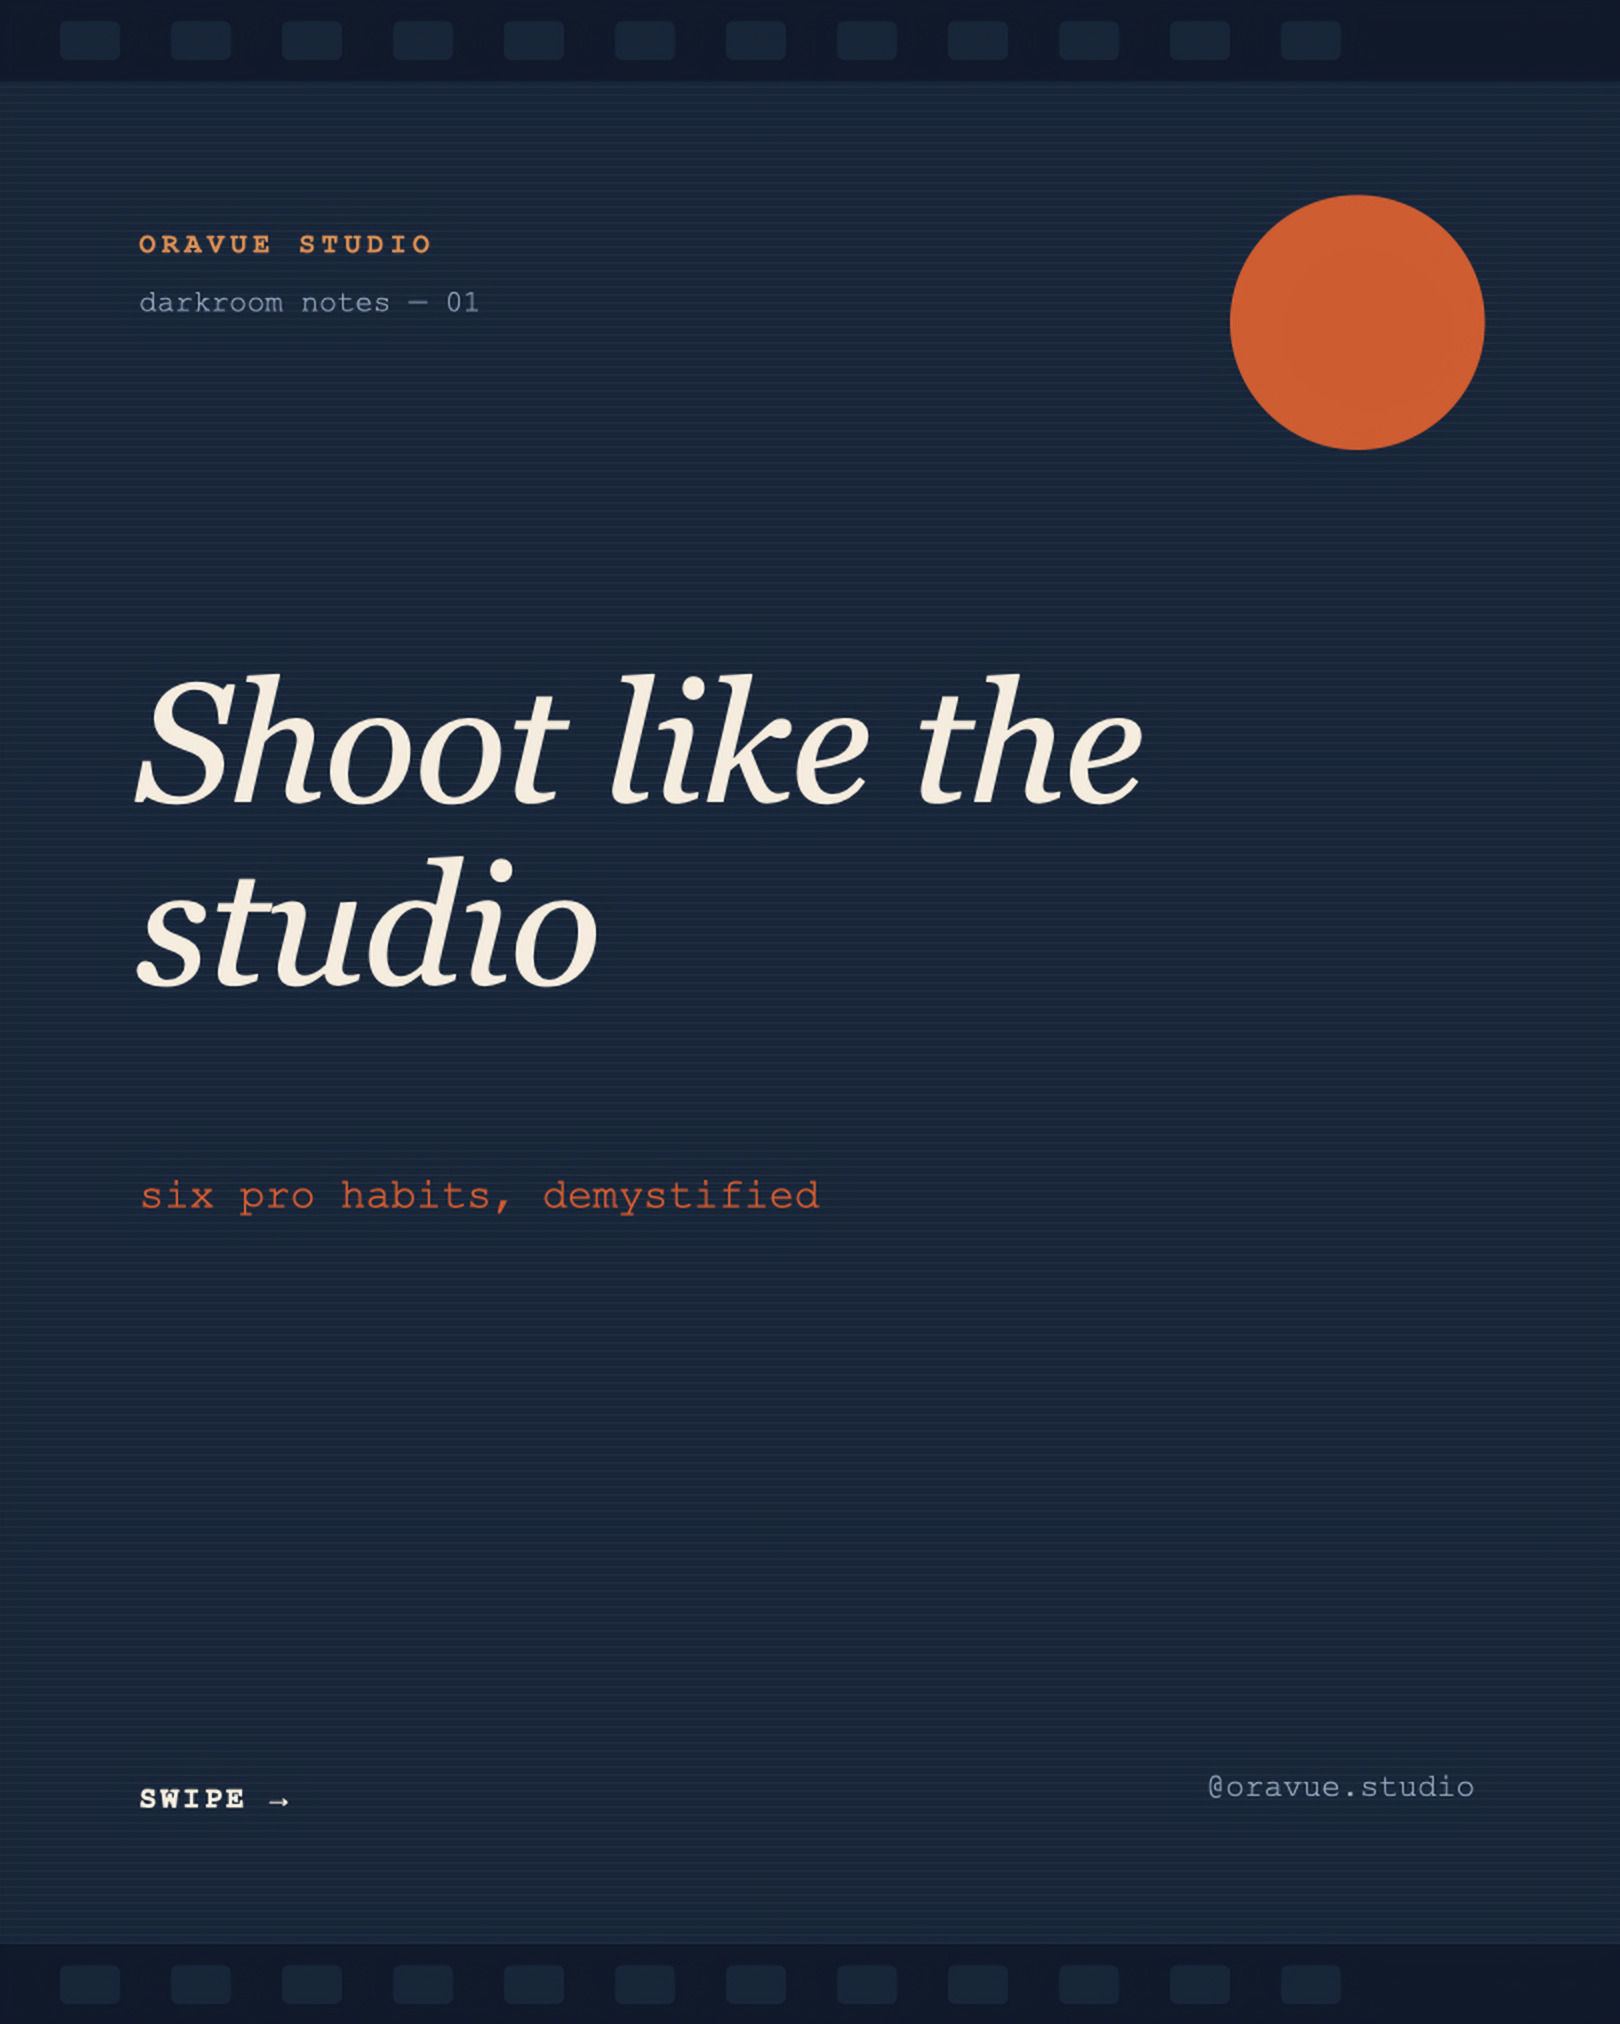 ORAVUE STUDIO
darkroom notes — 01
Shoot like the
studio
six pro habits, demystified
SWIPE →
@oravue.studio